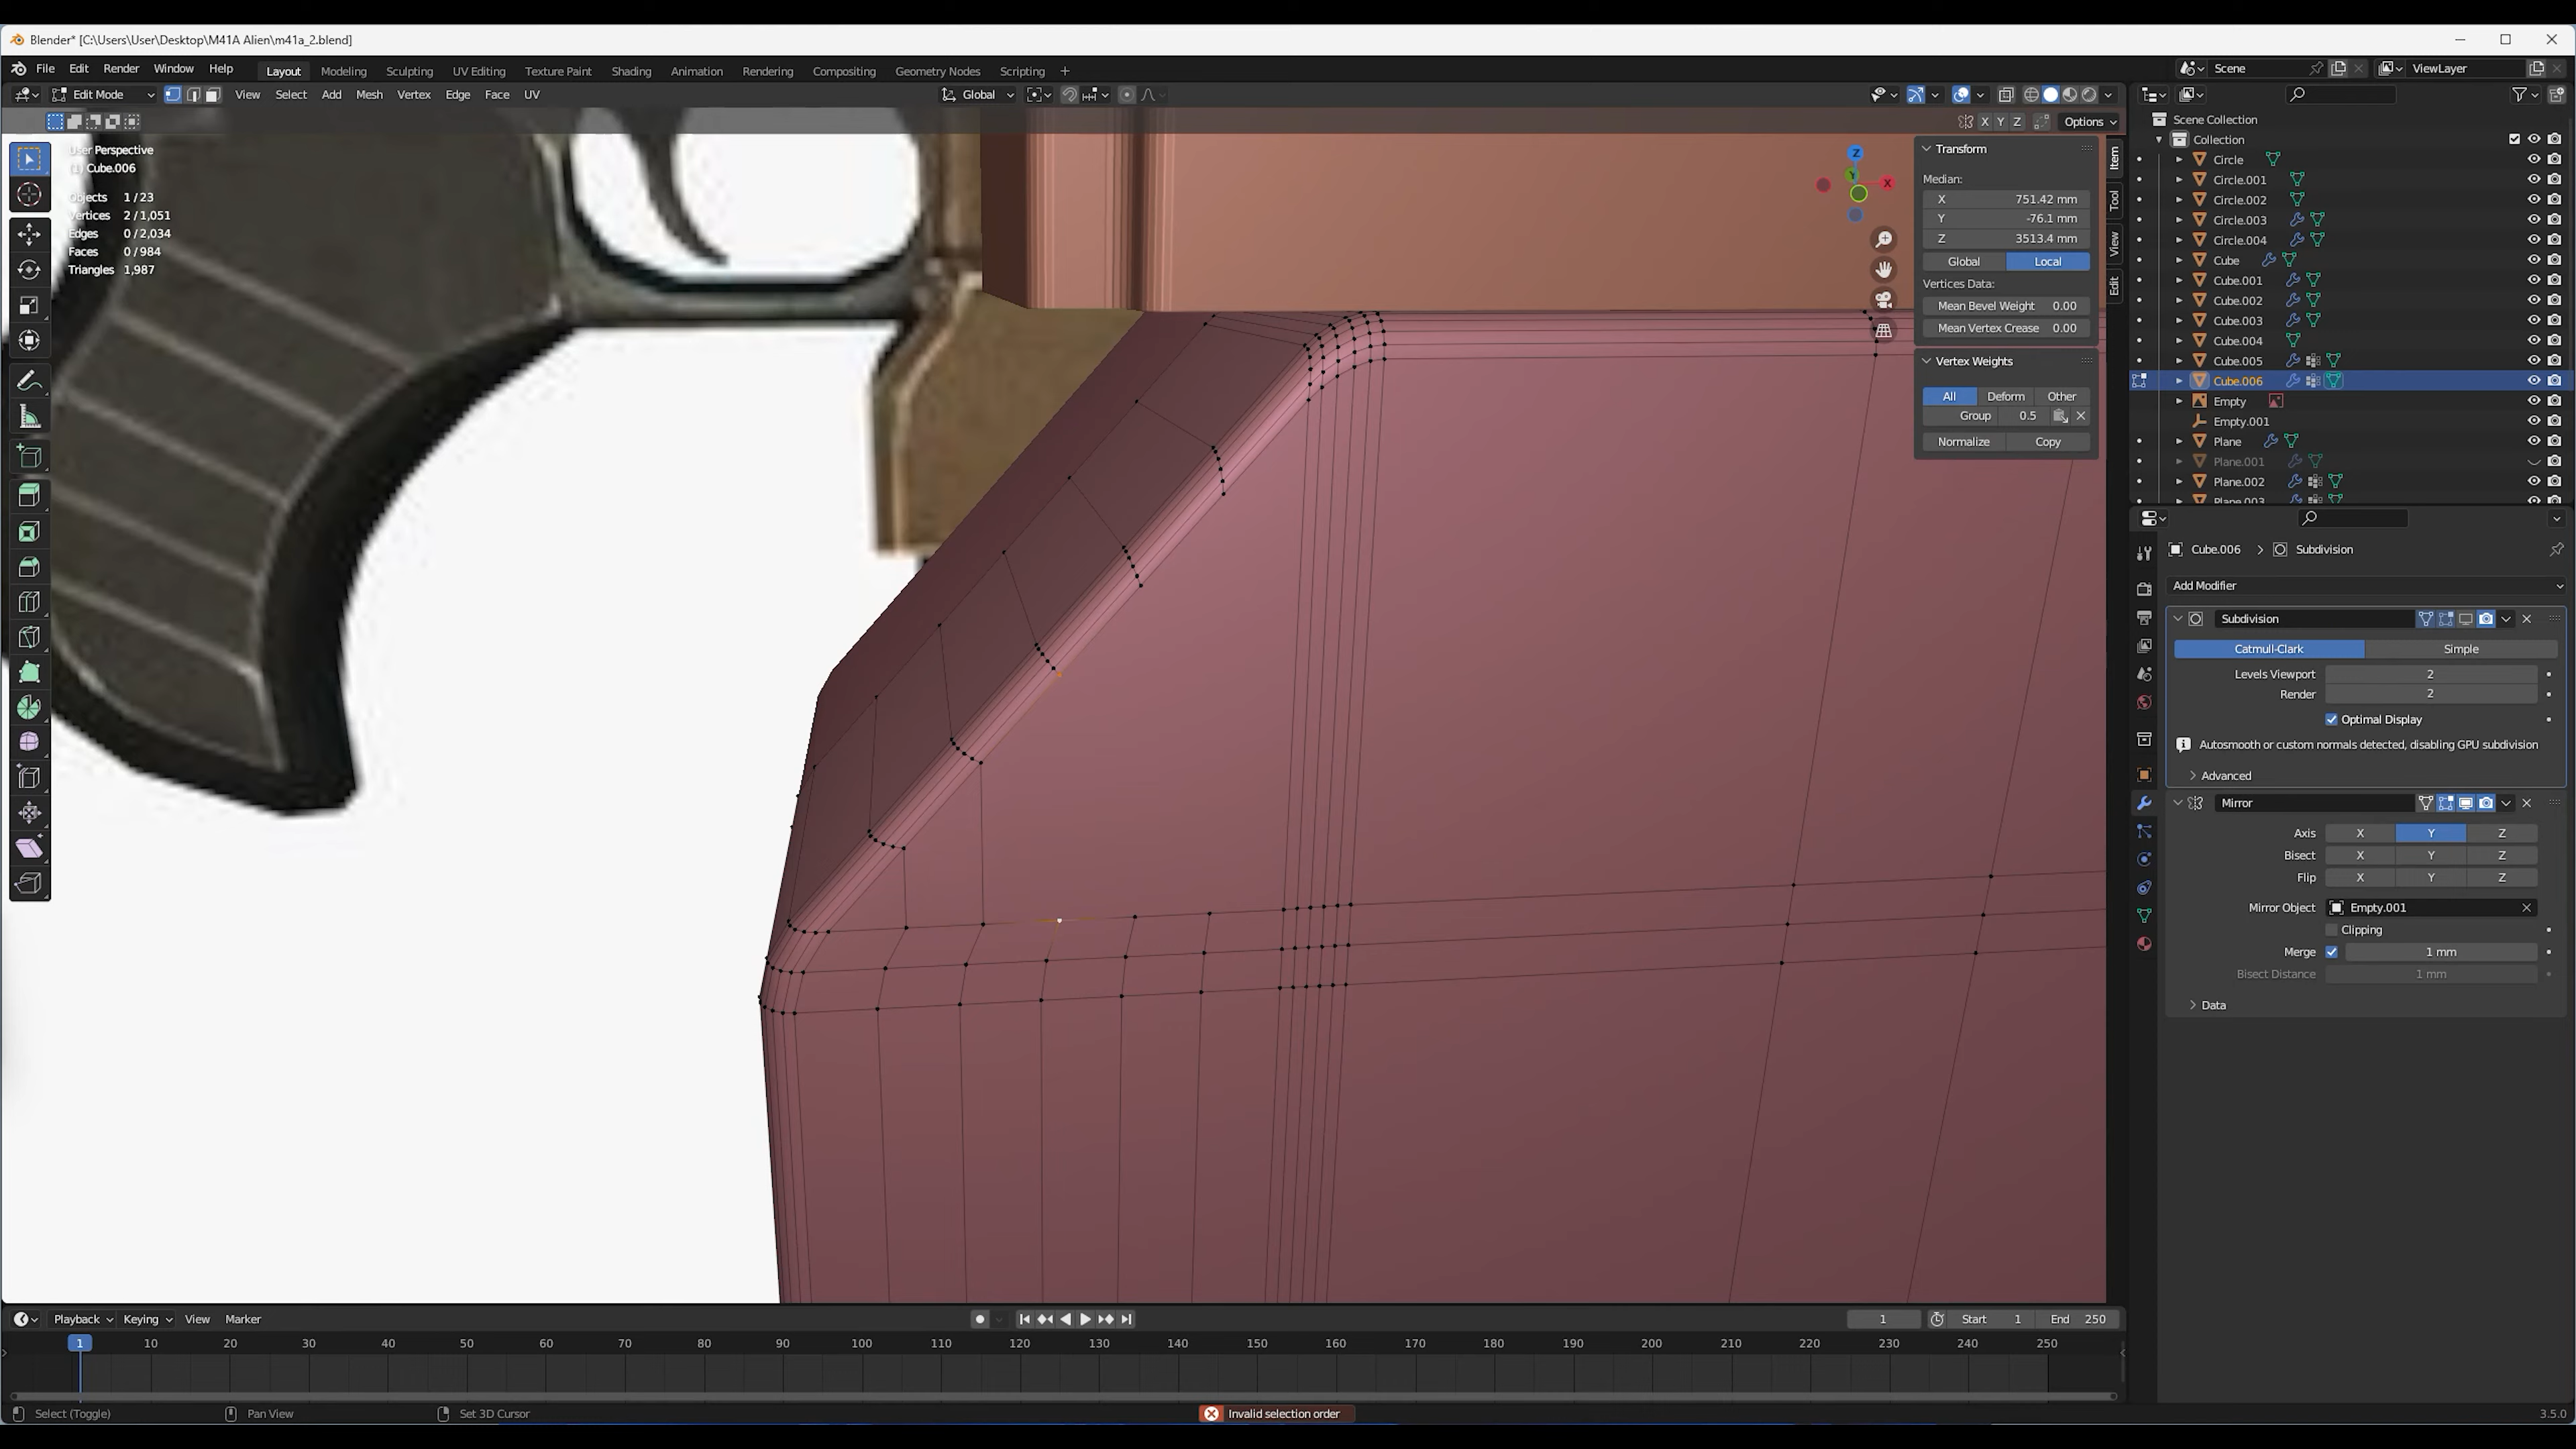 Blender* [C:\Users\User\Desktop\M41A Alien\m41a_2.blend]
File Edit Render Window Help Layout Modeling Sculpting UV Editing Texture Paint Shading Animation Rendering Compositing Geometry Nodes Scripting + Scene ViewLayer
Edit Mode View Select Add Mesh Vertex Edge Face UV Global
X Y Z Options
User Perspective
(1) Cube.006
Objects 1/23
Vertices 2/1,051
Edges 0/2,034
Faces 0/984
Triangles 1,987
Z
Y
X
Transform
Median:
X 751.42 mm
Y -76.1 mm
Z 3513.4 mm
Global Local
Vertices Data:
Mean Bevel Weight 0.00
Mean Vertex Crease 0.00
Vertex Weights
All Deform Other
Group 0.5
Normalize Copy
Item
Tool
View
Edit
Scene Collection
Collection
Circle
Circle.001
Circle.002
Circle.003
Circle.004
Cube
Cube.001
Cube.002
Cube.003
Cube.004
Cube.005
Cube.006
Empty
Empty.001
Plane
Plane.001
Plane.002
Plane.003
Cube.006 > Subdivision
Add Modifier
Subdivision
Catmull-Clark Simple
Levels Viewport 2
Render 2
Optimal Display
Autosmooth or custom normals detected, disabling GPU subdivision
Advanced
Mirror
Axis X Y Z
Bisect X Y Z
Flip X Y Z
Mirror Object Empty.001
Clipping
Merge 1 mm
Bisect Distance 1 mm
Data
Playback Keying View Marker 1 Start 1 End 250
1 10 20 30 40 50 60 70 80 90 100 110 120 130 140 150 160 170 180 190 200 210 220 230 240 250
Select (Toggle) Pan View Set 3D Cursor Invalid selection order 3.5.0